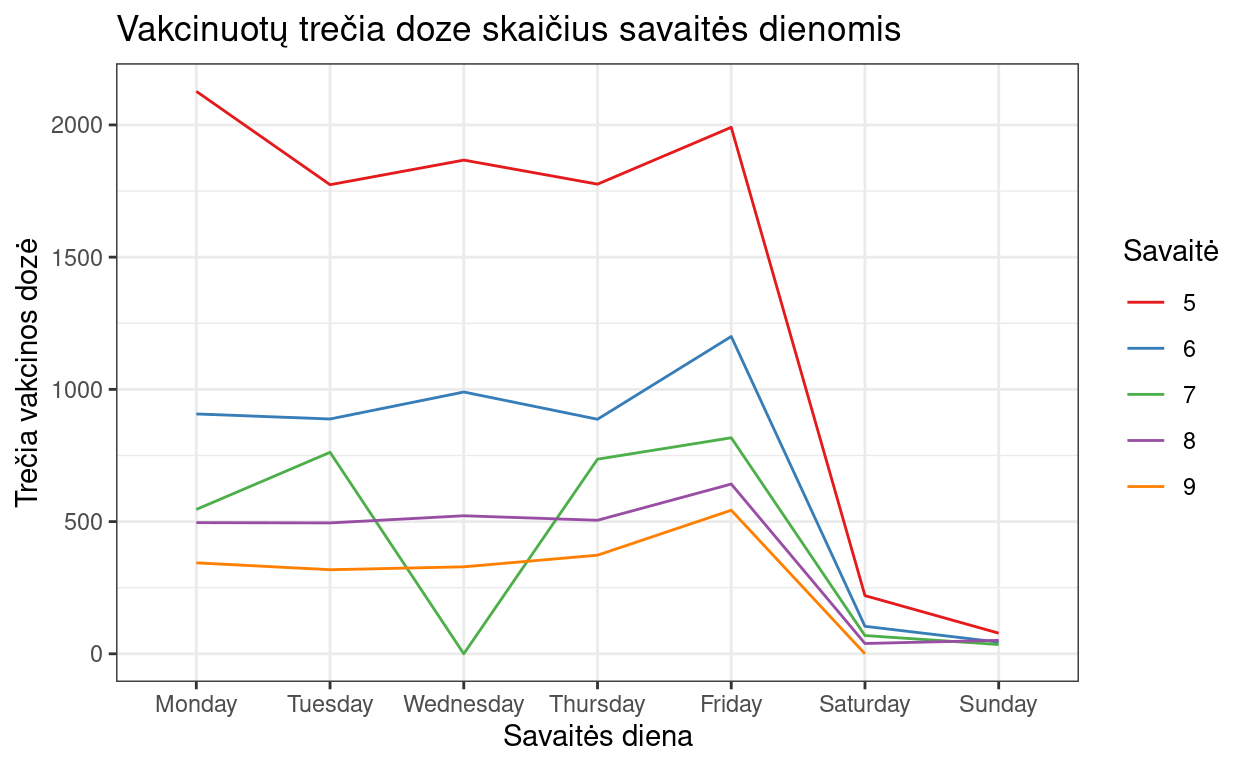 Vakcinuotų trečia doze skaičius savaitės dienomis
Trečia vakcinos dozė
2000
1500
1000
500
0
Monday Tuesday Wednesday Thursday Friday Saturday Sunday
Savaitės diena
Savaitė
5
6
7
8
9